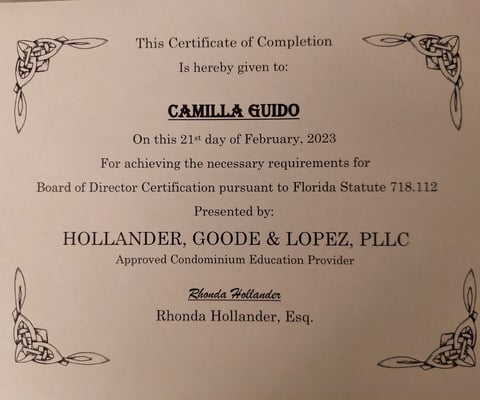 This Certificate of Completion
Is hereby given to:
CAMILLA GUIDO
On this 21st day of February, 2023
For achieving the necessary requirements for
Board of Director Certification pursuant to Florida Statute 718.112
Presented by:
HOLLANDER, GOODE & LOPEZ, PLLC
Approved Condominium Education Provider
Rhonda Hollander
Rhonda Hollander, Esq.